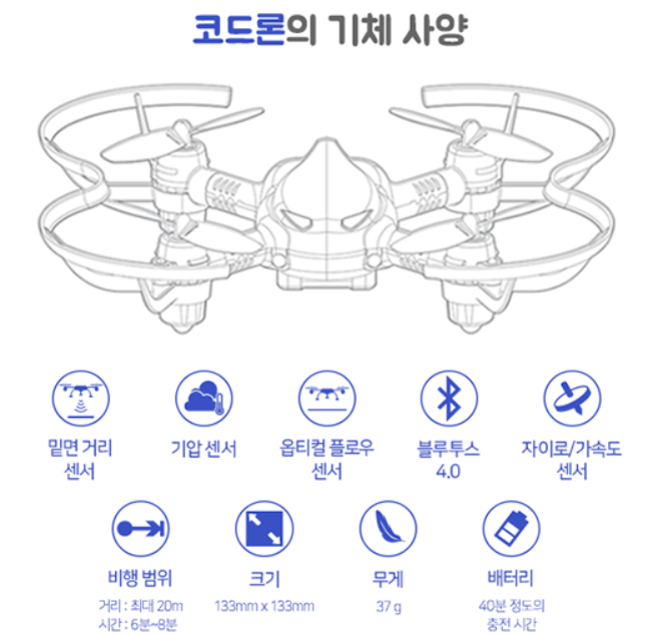 코드론의 기체 사양
밑면 거리
센서
기압 센서
옵티컬 플로우
센서
블루투스
4.0
자이로/가속도
센서
비행 범위
거리 : 최대 20m
시간 : 6분~8분
크기
133mm x 133mm
무게
37 g
배터리
40분 정도의
충전 시간